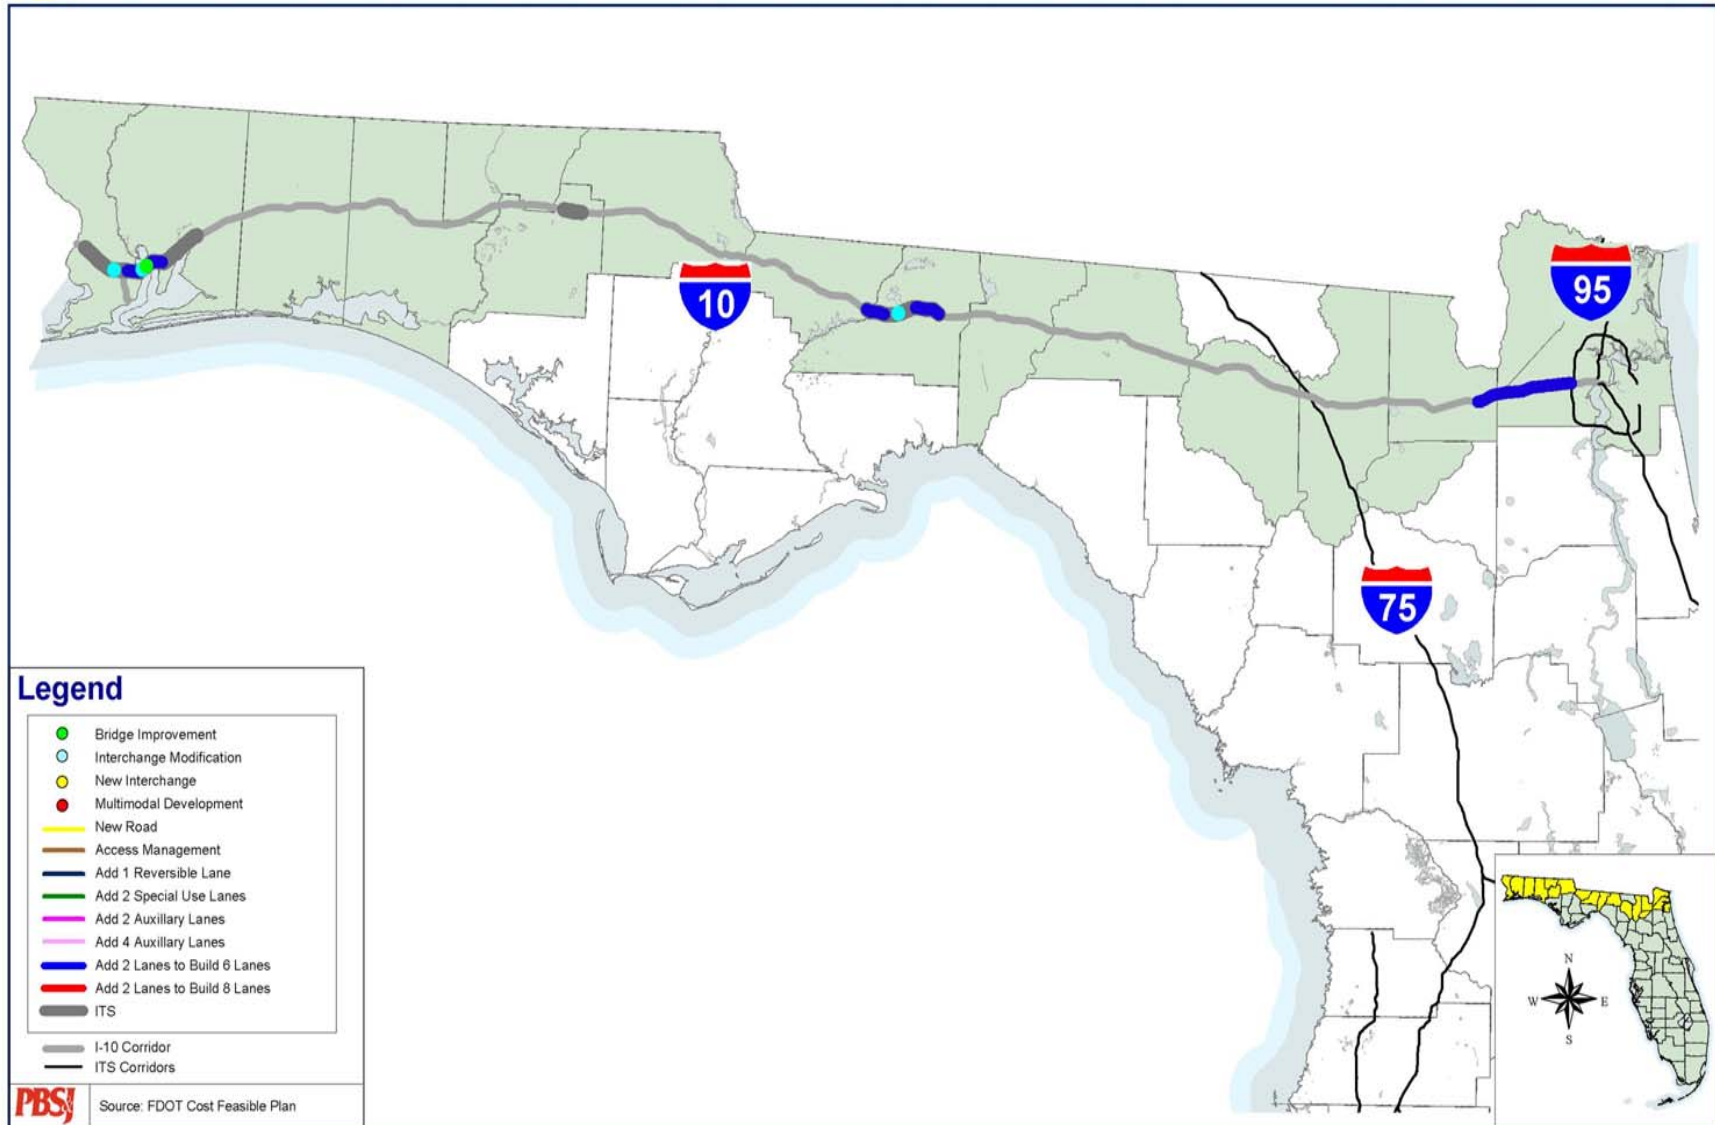 10
95
75
Legend
Bridge Improvement
Interchange Modification
New Interchange
Multimodal Development
New Road
Access Management
Add 1 Reversible Lane
Add 2 Special Use Lanes
Add 2 Auxillary Lanes
Add 4 Auxillary Lanes
Add 2 Lanes to Build 6 Lanes
Add 2 Lanes to Build 8 Lanes
ITS
I-10 Corridor
ITS Corridors
PBSJ Source: FDOT Cost Feasible Plan
N
W E
S